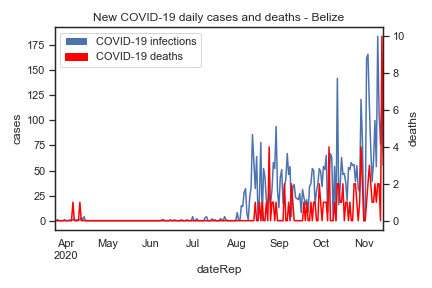 New COVID-19 daily cases and deaths - Belize
COVID-19 infections
COVID-19 deaths
cases
175
150
125
100
75
50
25
0
deaths
10
8
6
4
2
0
Apr May Jun Jul Aug Sep Oct Nov
2020
dateRep